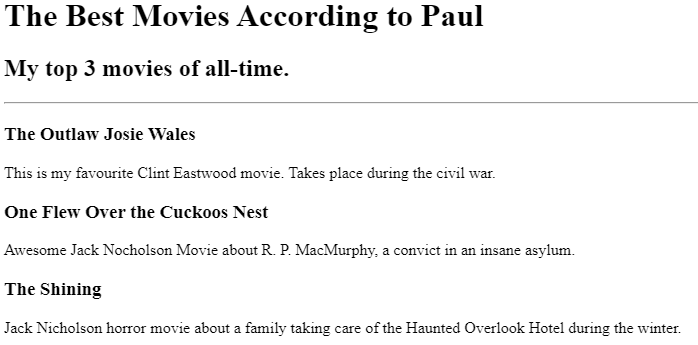 The Best Movies According to Paul
My top 3 movies of all-time.
The Outlaw Josie Wales
This is my favourite Clint Eastwood movie. Takes place during the civil war.
One Flew Over the Cuckoos Nest
Awesome Jack Nocholson Movie about R. P. MacMurphy, a convict in an insane asylum.
The Shining
Jack Nicholson horror movie about a family taking care of the Haunted Overlook Hotel during the winter.